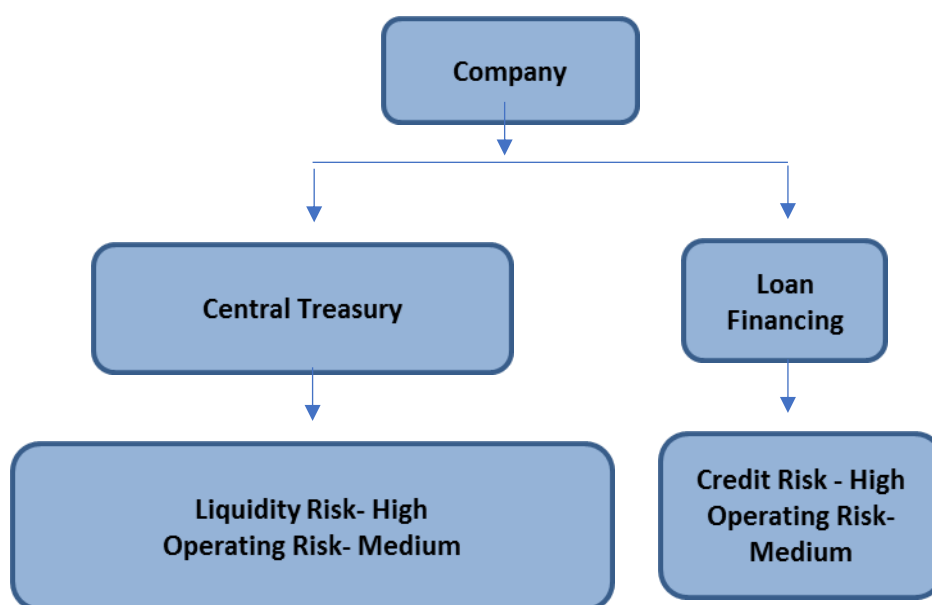 Company
Central Treasury
Loan
Financing
Liquidity Risk- High
Operating Risk- Medium
Credit Risk - High
Operating Risk-
Medium